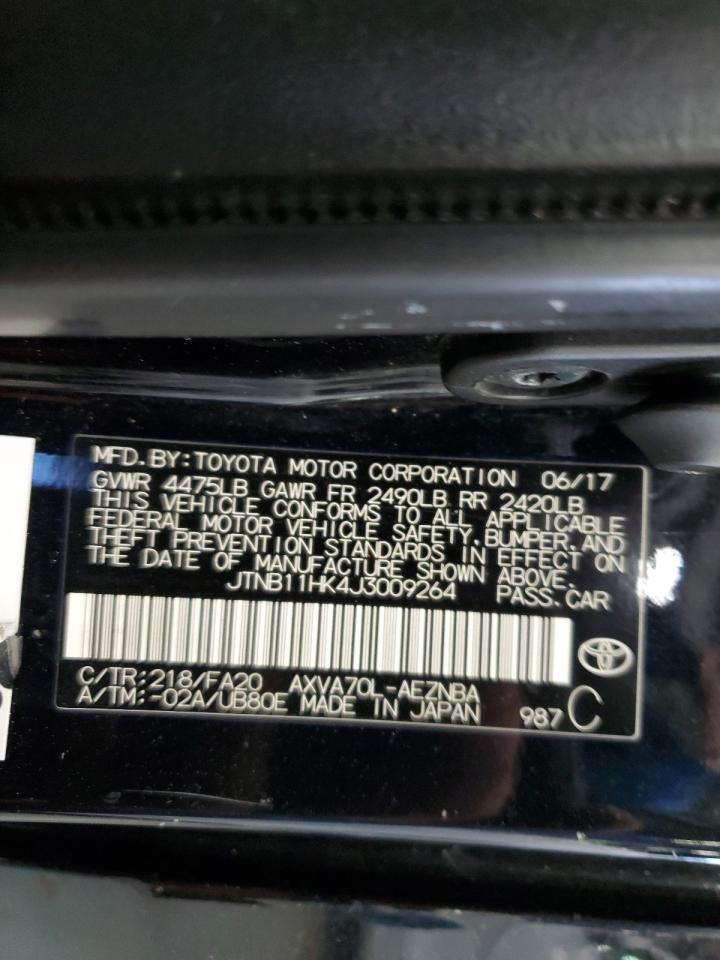 MFD.BY:TOYOTA MOTOR CORPORATION 06/17
GVWR 4475LB GAWR FR 2490LB RR 2420LB
THIS VEHICLE CONFORMS TO ALL APPLICABLE
FEDERAL MOTOR VEHICLE SAFETY,BUMPER,AND
THEFT PREVENTION STANDARDS IN EFFECT ON
THE DATE OF MANUFACTURE SHOWN ABOVE.
JTNB11HK4J3009264 PASS.CAR
C/TR:218/FA20 AXVA70L-AEZNBA
A/TM:-02A/UB80E MADE IN JAPAN 987 C